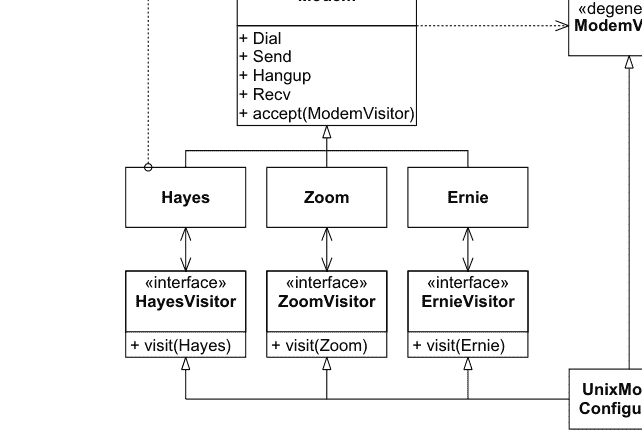 Modem
«degene
ModemV
+ Dial
+ Send
+ Hangup
+ Recv
+ accept(ModemVisitor)
Hayes
Zoom
Ernie
«interface»
HayesVisitor
+ visit(Hayes)
«interface»
ZoomVisitor
+ visit(Zoom)
«interface»
ErnieVisitor
+ visit(Ernie)
UnixMo
Configu